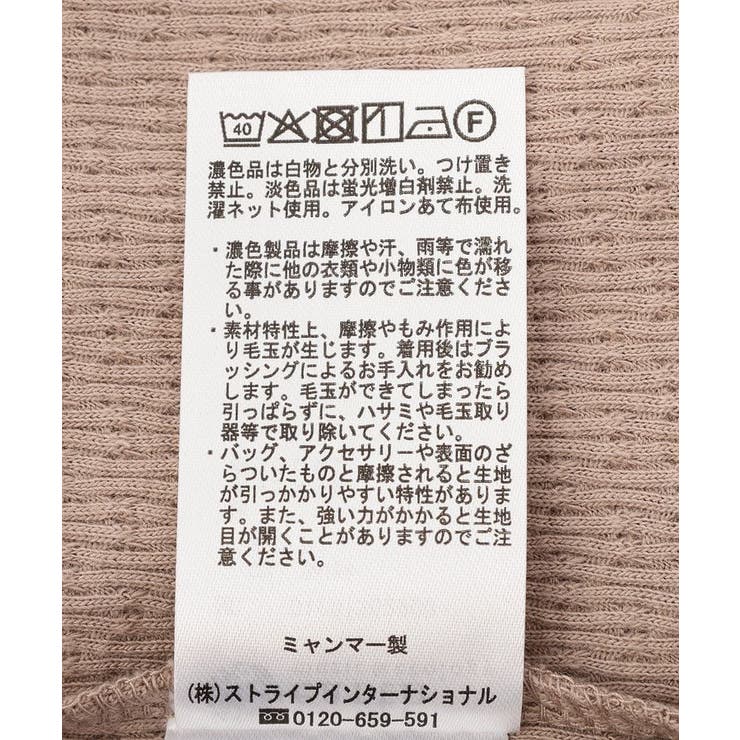 40 F
濃色品は白物と分別洗い。つけ置き
禁止。淡色品は蛍光増白剤禁止。洗
濯ネット使用。アイロンあて布使用。
・濃色製品は摩擦や汗、雨等で濡れ
た際に他の衣類や小物類に色が移
る事がありますのでご注意くださ
い。
・素材特性上、摩擦やもみ作用によ
り毛玉が生じます。着用後はブラ
ッシングによるお手入れをお勧め
します。毛玉ができてしまったら
引っぱらずに、ハサミや毛玉取り
器等で取り除いてください。
・バッグ、アクセサリーや表面のざ
らついたものと摩擦されると生地
が引っかかりやすい特性がありま
す。また、強い力がかかると生地
目が開くことがありますのでご注
意ください。
ミャンマー製
(株)ストライプインターナショナル
0120-659-591